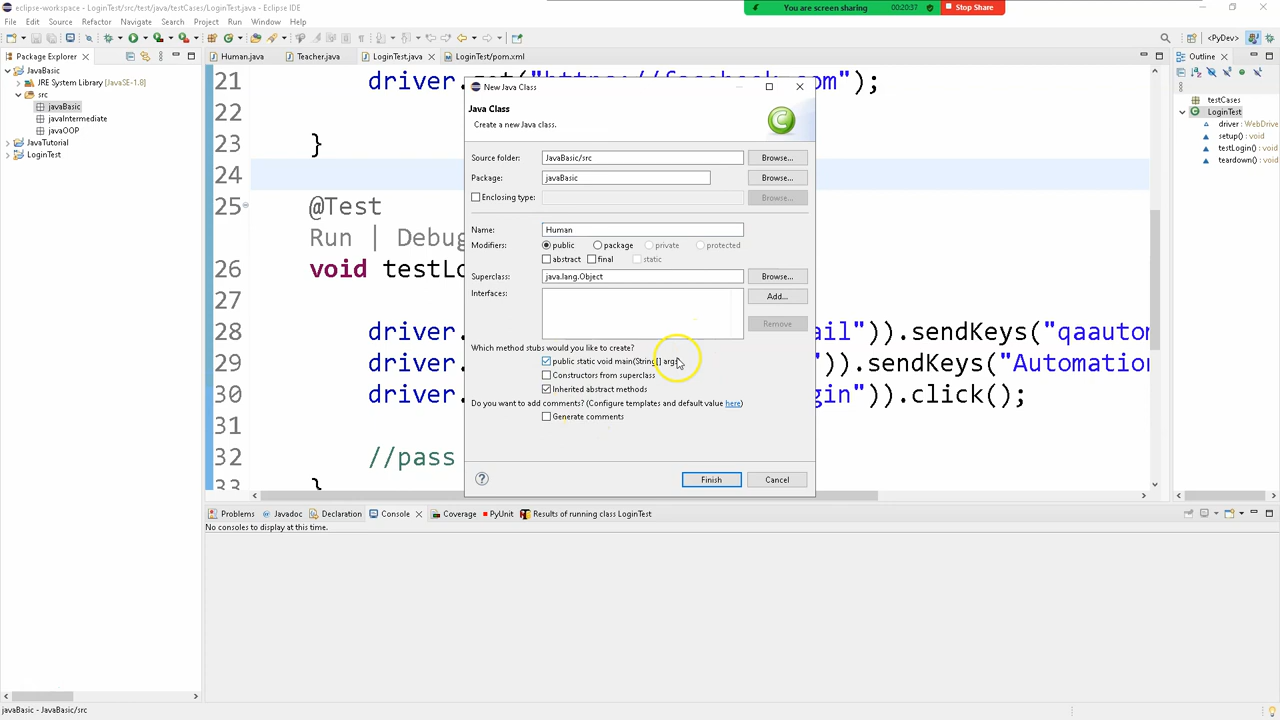 eclipse-workspace - LoginTest/src/test/java/testCases/LoginTest.java - Eclipse IDE
You are screen sharing
00:20:37
Stop Share
File Edit Source Refactor Navigate Search Project Run Window Help
<PyDev>
Package Explorer
JavaBasic
JRE System Library [JavaSE-1.8]
src
javaBasic
javaIntermediate
javaOOP
JavaTutorial
LoginTest
Human.java
Teacher.java
LoginTest.java
LoginTest/pom.xml
21
22
23 }
24
25 @Test
Run | Debug
26 void testLo
27
28 driver. ail")).sendKeys("qaautom
29 driver. ")).sendKeys("Automation
30 driver. gin")).click();
31
32 //pass
33 }
New Java Class
Java Class
Create a new Java class.
Source folder: JavaBasic/src Browse...
Package: javaBasic Browse...
Enclosing type: Browse...
Name: Human
Modifiers: public package private protected
abstract final static
Superclass: java.lang.Object Browse...
Interfaces: Add...
Remove
Which method stubs would you like to create?
public static void main(String[] args
Constructors from superclass
Inherited abstract methods
Do you want to add comments? (Configure templates and default value here)
Generate comments
Finish Cancel
Outline
testCases
LoginTest
driver : WebDrive
setup() : void
testLogin() : void
teardown() : void
Problems Javadoc Declaration Console Coverage PyUnit Results of running class LoginTest
No consoles to display at this time.
javaBasic - JavaBasic/src